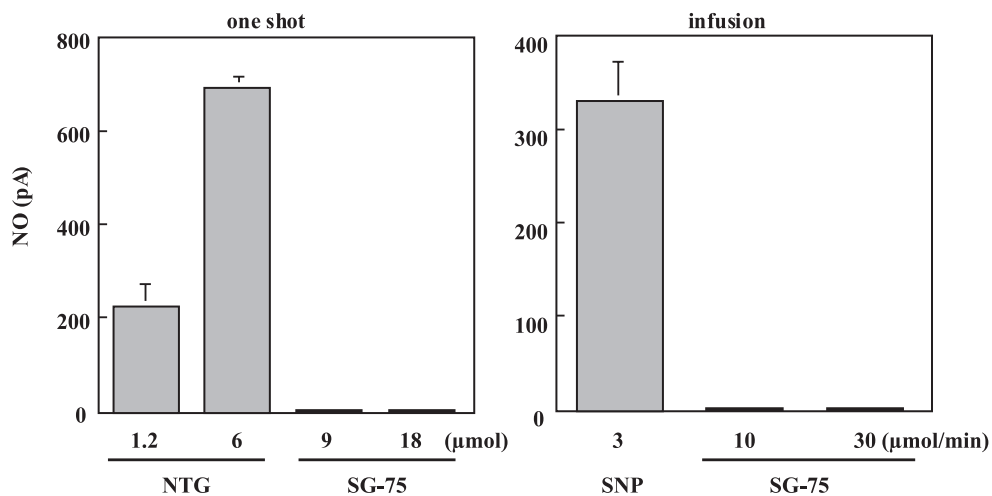 one shot
800
600
400
200
0
NO (pA)
1.2 6 9 18 (μmol)
NTG SG-75
infusion
400
300
200
100
0
3 10 30 (μmol/min)
SNP SG-75